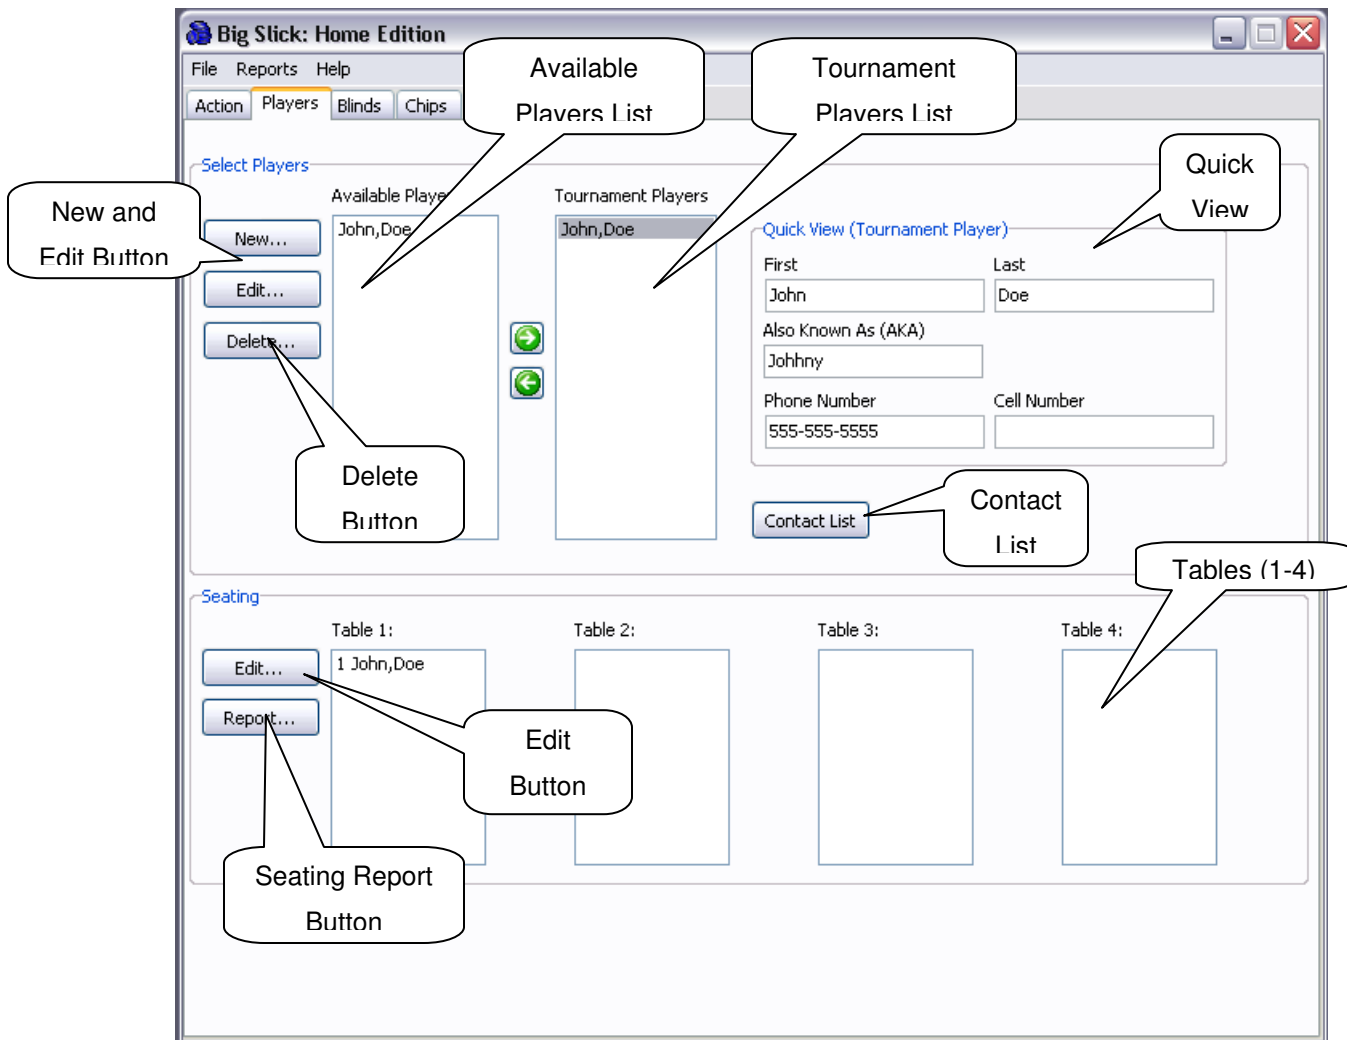 Big Slick: Home Edition
File Reports Help
Action Players Blinds Chips
Available
Players List
Tournament
Players List
Quick
View
New and
Edit Button
Select Players
Available Player
Tournament Players
New...
Edit...
Delete...
John,Doe
John,Doe
Quick View (Tournament Player)
First Last
John Doe
Also Known As (AKA)
Johhny
Phone Number Cell Number
555-555-5555
Delete
Button
Contact List
Contact
List
Tables (1-4)
Seating
Table 1: Table 2: Table 3: Table 4:
Edit...
Report...
1 John,Doe
Edit
Button
Seating Report
Button